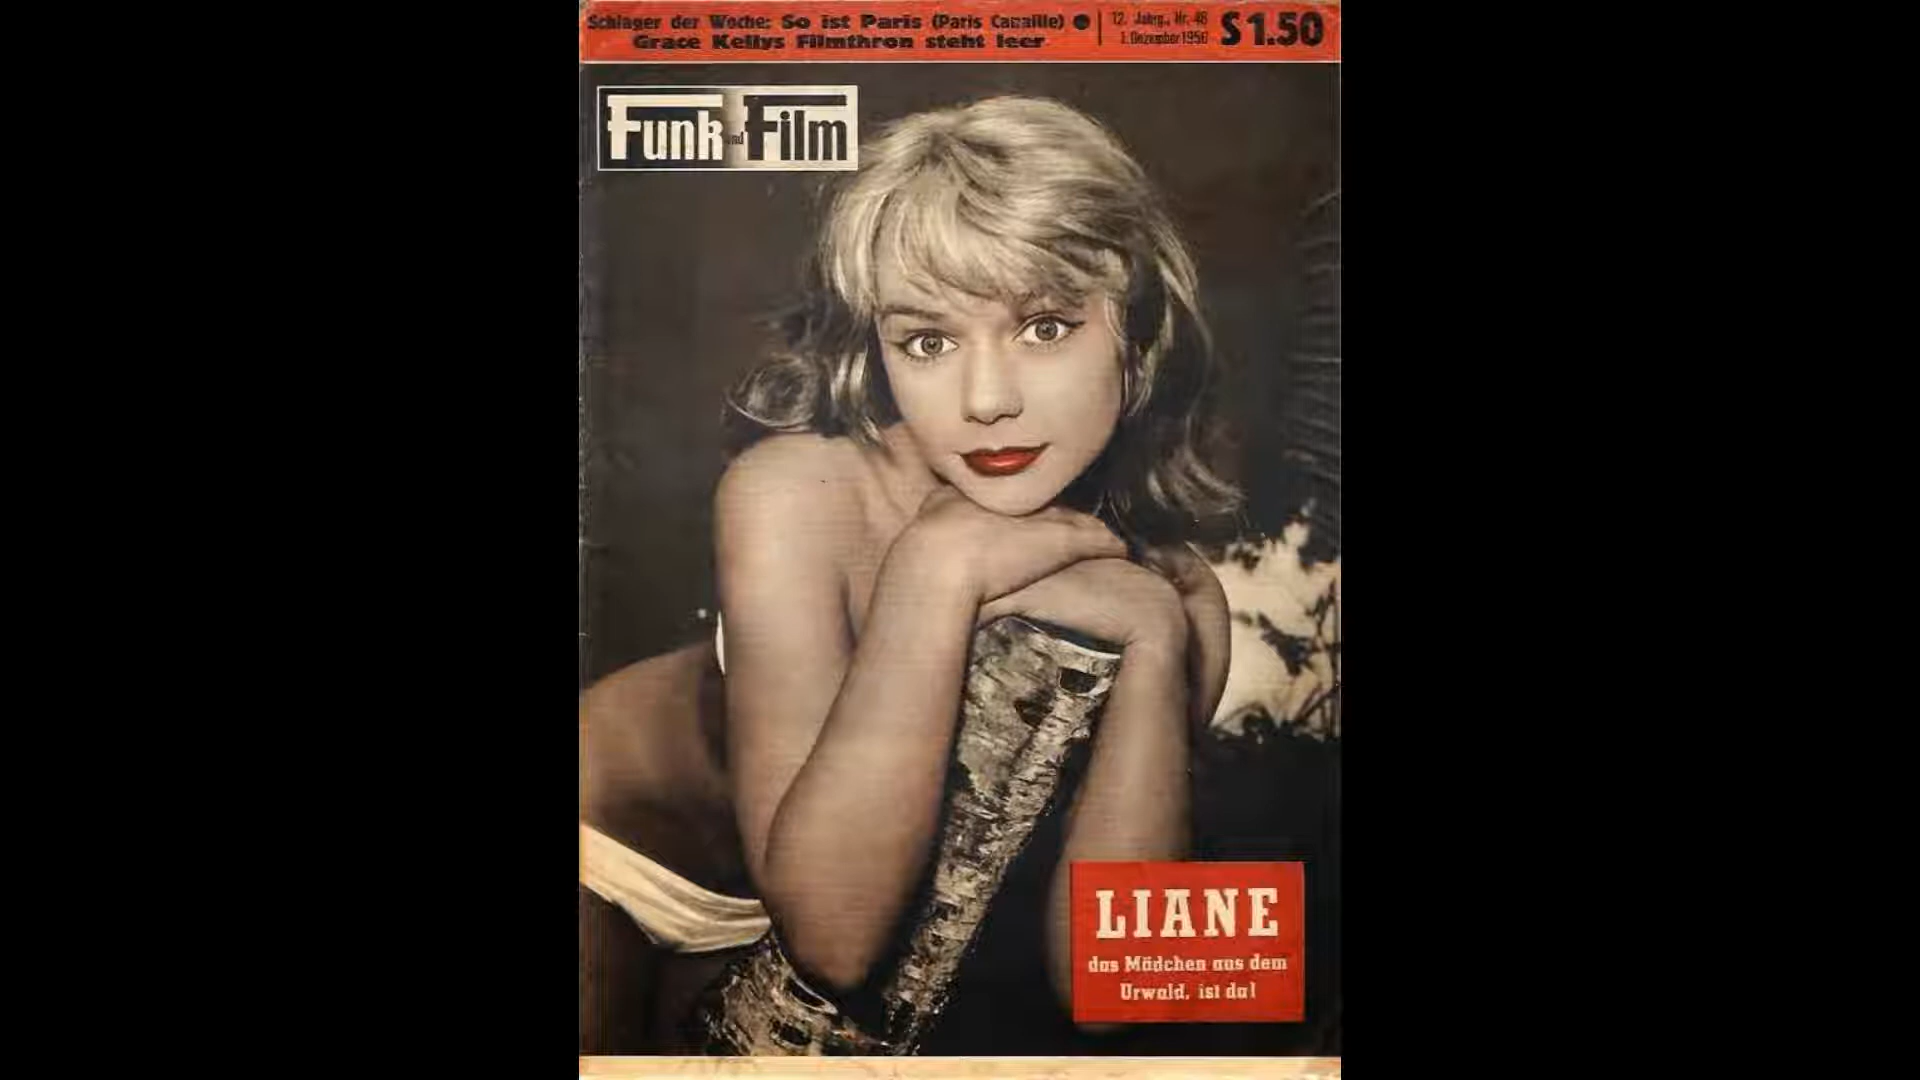 Schlager der Woche: So ist Paris (Paris Canaille) ●
Grace Kellys Filmthron steht leer
12. Jahrg., Nr. 48
1. Dezember 1956
S 1.50
Funk und Film
LIANE
das Mädchen aus dem
Urwald, ist da!